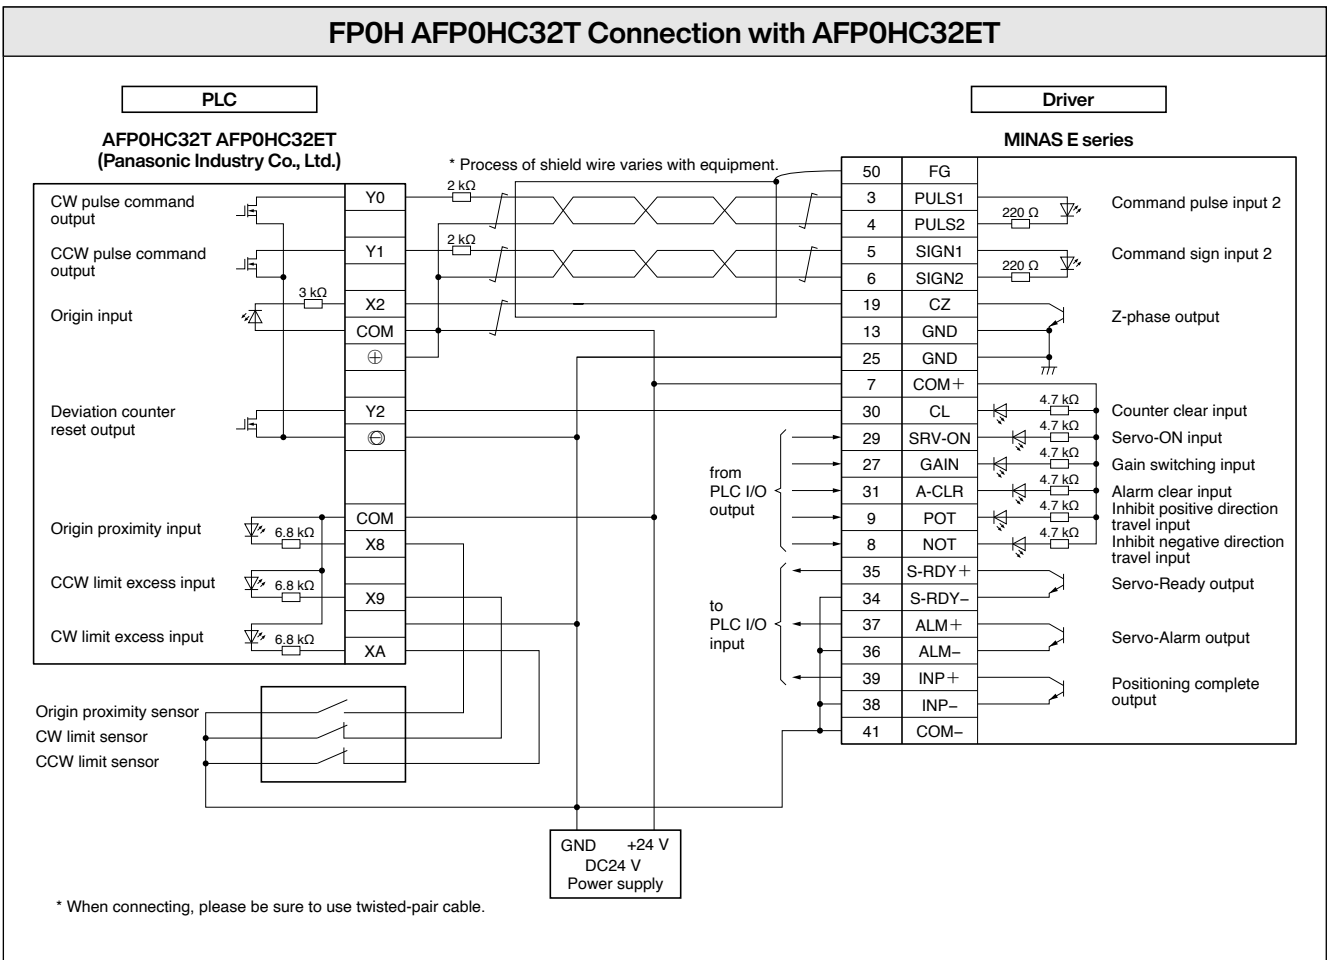 FP0H AFP0HC32T Connection with AFP0HC32ET
PLC
Driver
AFP0HC32T AFP0HC32ET
(Panasonic Industry Co., Ltd.)
MINAS E series
* Process of shield wire varies with equipment.
CW pulse command
output
CCW pulse command
output
Origin input
Deviation counter
reset output
Origin proximity input
CCW limit excess input
CW limit excess input
3 kΩ
6.8 kΩ
6.8 kΩ
6.8 kΩ
Y0
Y1
X2
COM
⊕
Y2
⊖
COM
X8
X9
XA
2 kΩ
2 kΩ
from
PLC I/O
output
to
PLC I/O
input
50 FG
3 PULS1
4 PULS2
5 SIGN1
6 SIGN2
19 CZ
13 GND
25 GND
7 COM+
30 CL
29 SRV-ON
27 GAIN
31 A-CLR
9 POT
8 NOT
35 S-RDY+
34 S-RDY−
37 ALM+
36 ALM−
39 INP+
38 INP−
41 COM−
220 Ω
220 Ω
4.7 kΩ
4.7 kΩ
4.7 kΩ
4.7 kΩ
4.7 kΩ
4.7 kΩ
Command pulse input 2
Command sign input 2
Z-phase output
Counter clear input
Servo-ON input
Gain switching input
Alarm clear input
Inhibit positive direction
travel input
Inhibit negative direction
travel input
Servo-Ready output
Servo-Alarm output
Positioning complete
output
Origin proximity sensor
CW limit sensor
CCW limit sensor
GND +24 V
DC24 V
Power supply
* When connecting, please be sure to use twisted-pair cable.